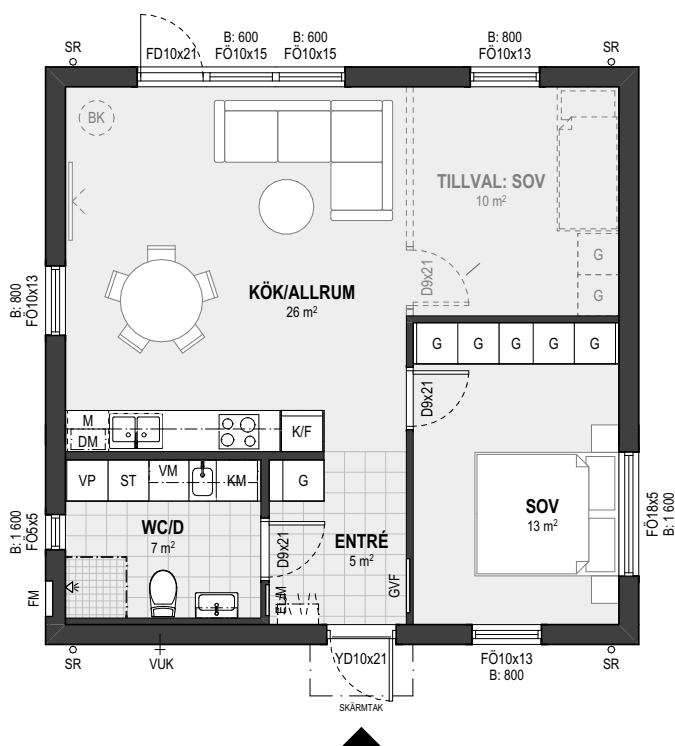 SR
FD10x21
B: 600
FÖ10x15
B: 600
FÖ10x15
B: 800
FÖ10x13
SR
BK
TILLVAL: SOV
10 m²
G
G
D9x21
B: 800
FÖ10x13
KÖK/ALLRUM
26 m²
G G G G G
D9x21
M
DM
K/F
VP ST VM KM G
B: 1 600
FÖ5x5
WC/D
7 m²
D9x21
ENTRÉ
5 m²
SOV
13 m²
FÖ18x5
B: 1 600
FM
EL/M
GVF
SR
VUK
YD10x21
SKÄRMTAK
FÖ10x13
B: 800
SR